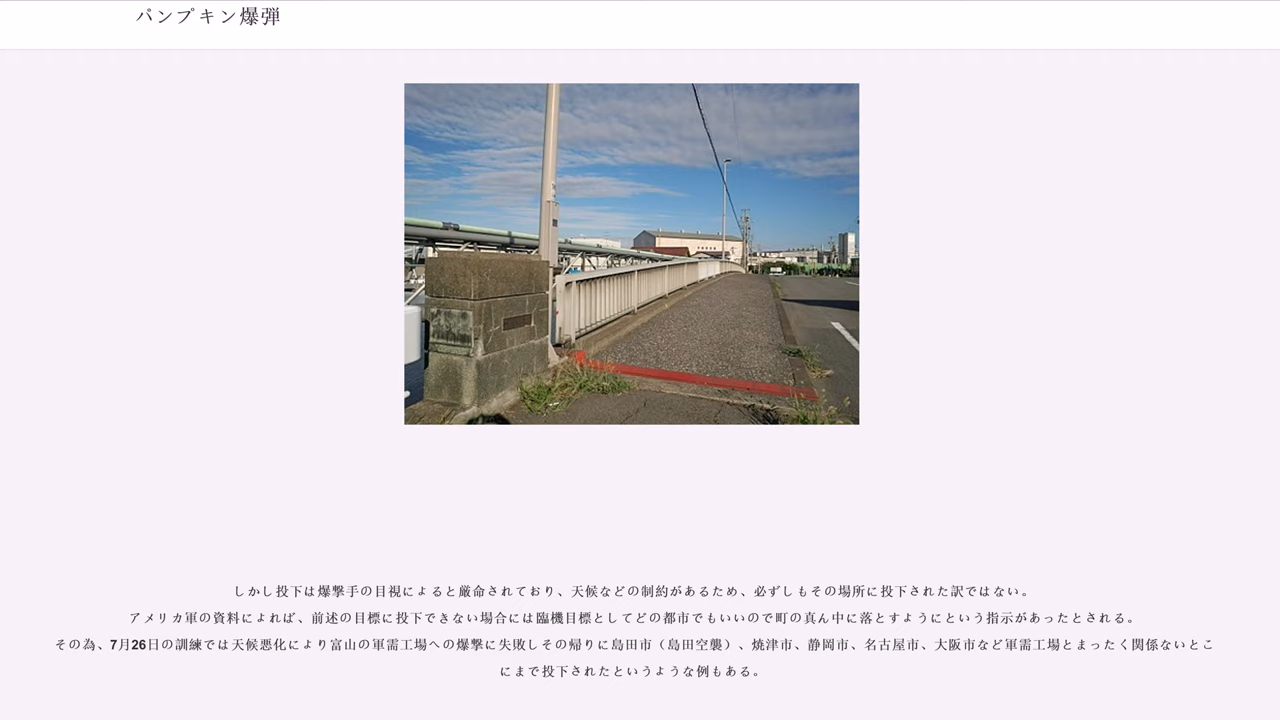 パンプキン爆弾
しかし投下は爆撃手の目視によると厳命されており、天候などの制約があるため、必ずしもその場所に投下された訳ではない。
アメリカ軍の資料によれば、前述の目標に投下できない場合には臨機目標としてどの都市でもいいので町の真ん中に落とすようにという指示があったとされる。
その為、7月26日の訓練では天候悪化により富山の軍需工場への爆撃に失敗しその帰りに島田市（島田空襲）、焼津市、静岡市、名古屋市、大阪市など軍需工場とまったく関係ないとこ
にまで投下されたというような例もある。